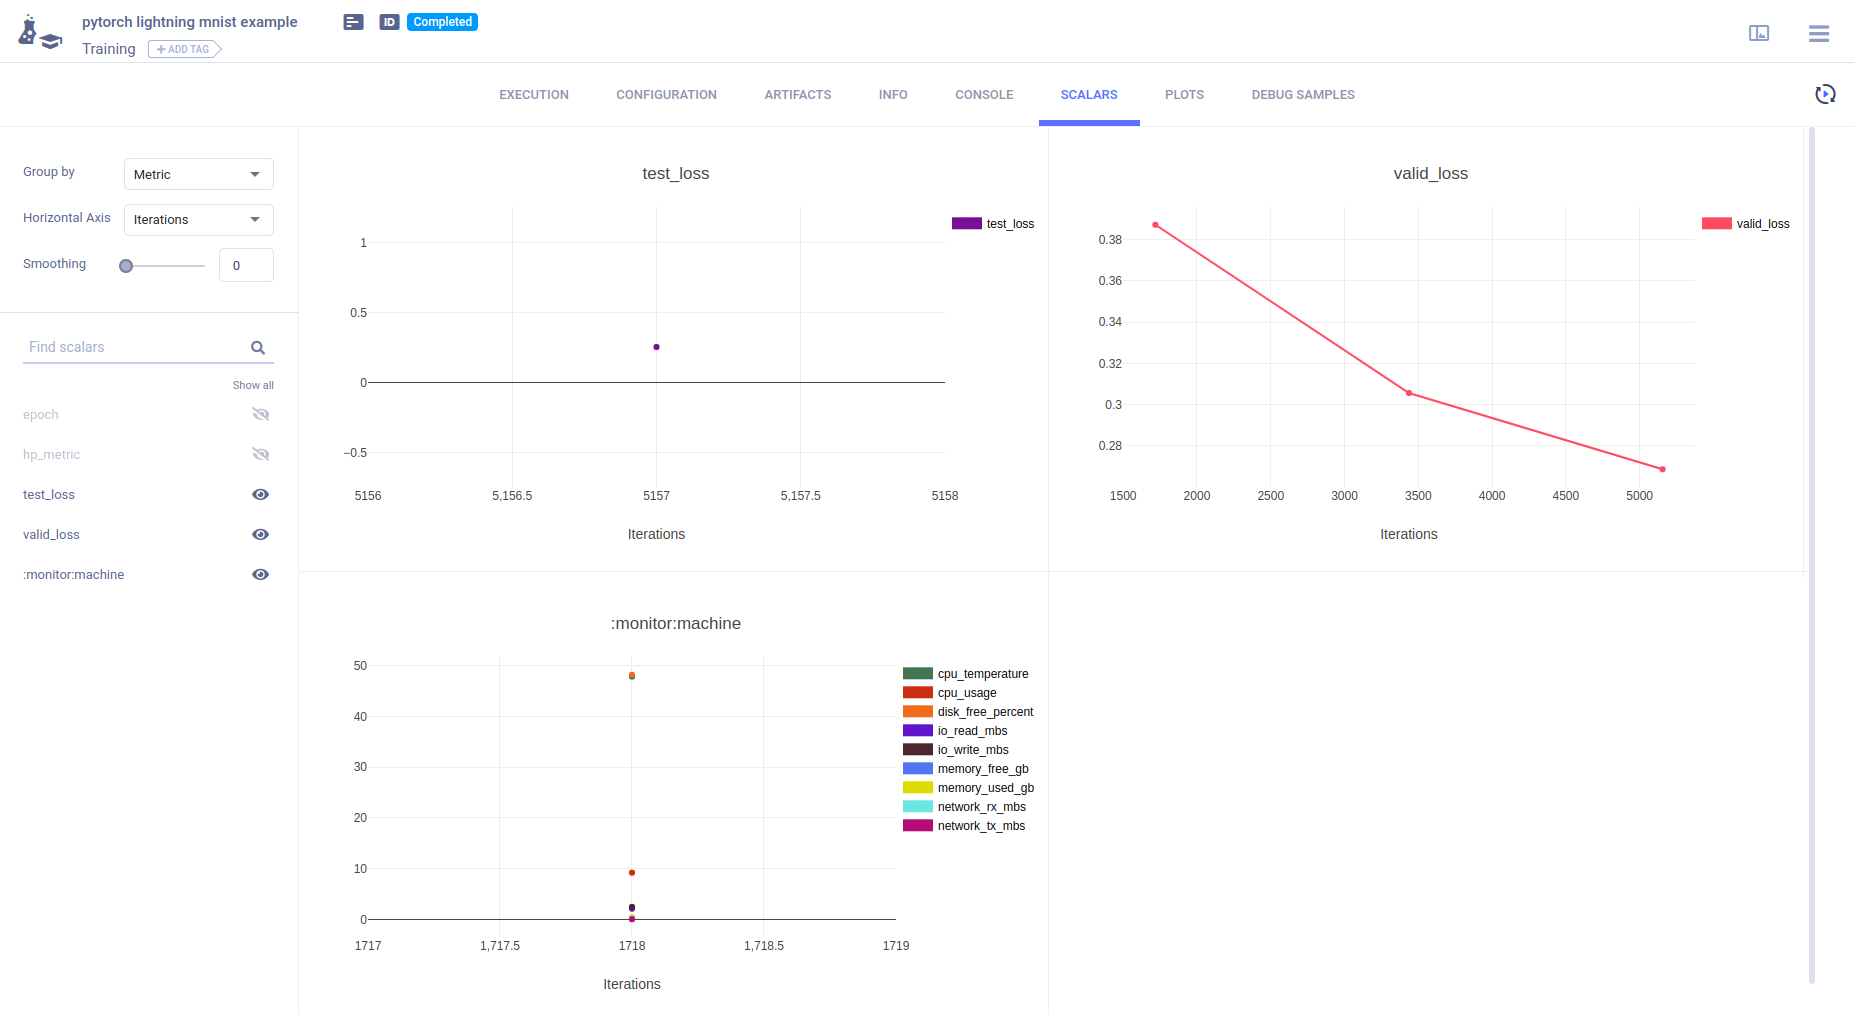 pytorch lightning mnist example
ID
Completed
Training
ADD TAG
EXECUTION
CONFIGURATION
ARTIFACTS
INFO
CONSOLE
SCALARS
PLOTS
DEBUG SAMPLES
Group by
Metric
Horizontal Axis
Iterations
Smoothing
0
Find scalars
Show all
epoch
hp_metric
test_loss
valid_loss
:monitor:machine
test_loss
test_loss
1
0.5
0
−0.5
5156
5,156.5
5157
5,157.5
5158
Iterations
valid_loss
valid_loss
0.38
0.36
0.34
0.32
0.3
0.28
1500
2000
2500
3000
3500
4000
4500
5000
Iterations
:monitor:machine
50
40
30
20
10
0
1717
1,717.5
1718
1,718.5
1719
Iterations
cpu_temperature
cpu_usage
disk_free_percent
io_read_mbs
io_write_mbs
memory_free_gb
memory_used_gb
network_rx_mbs
network_tx_mbs